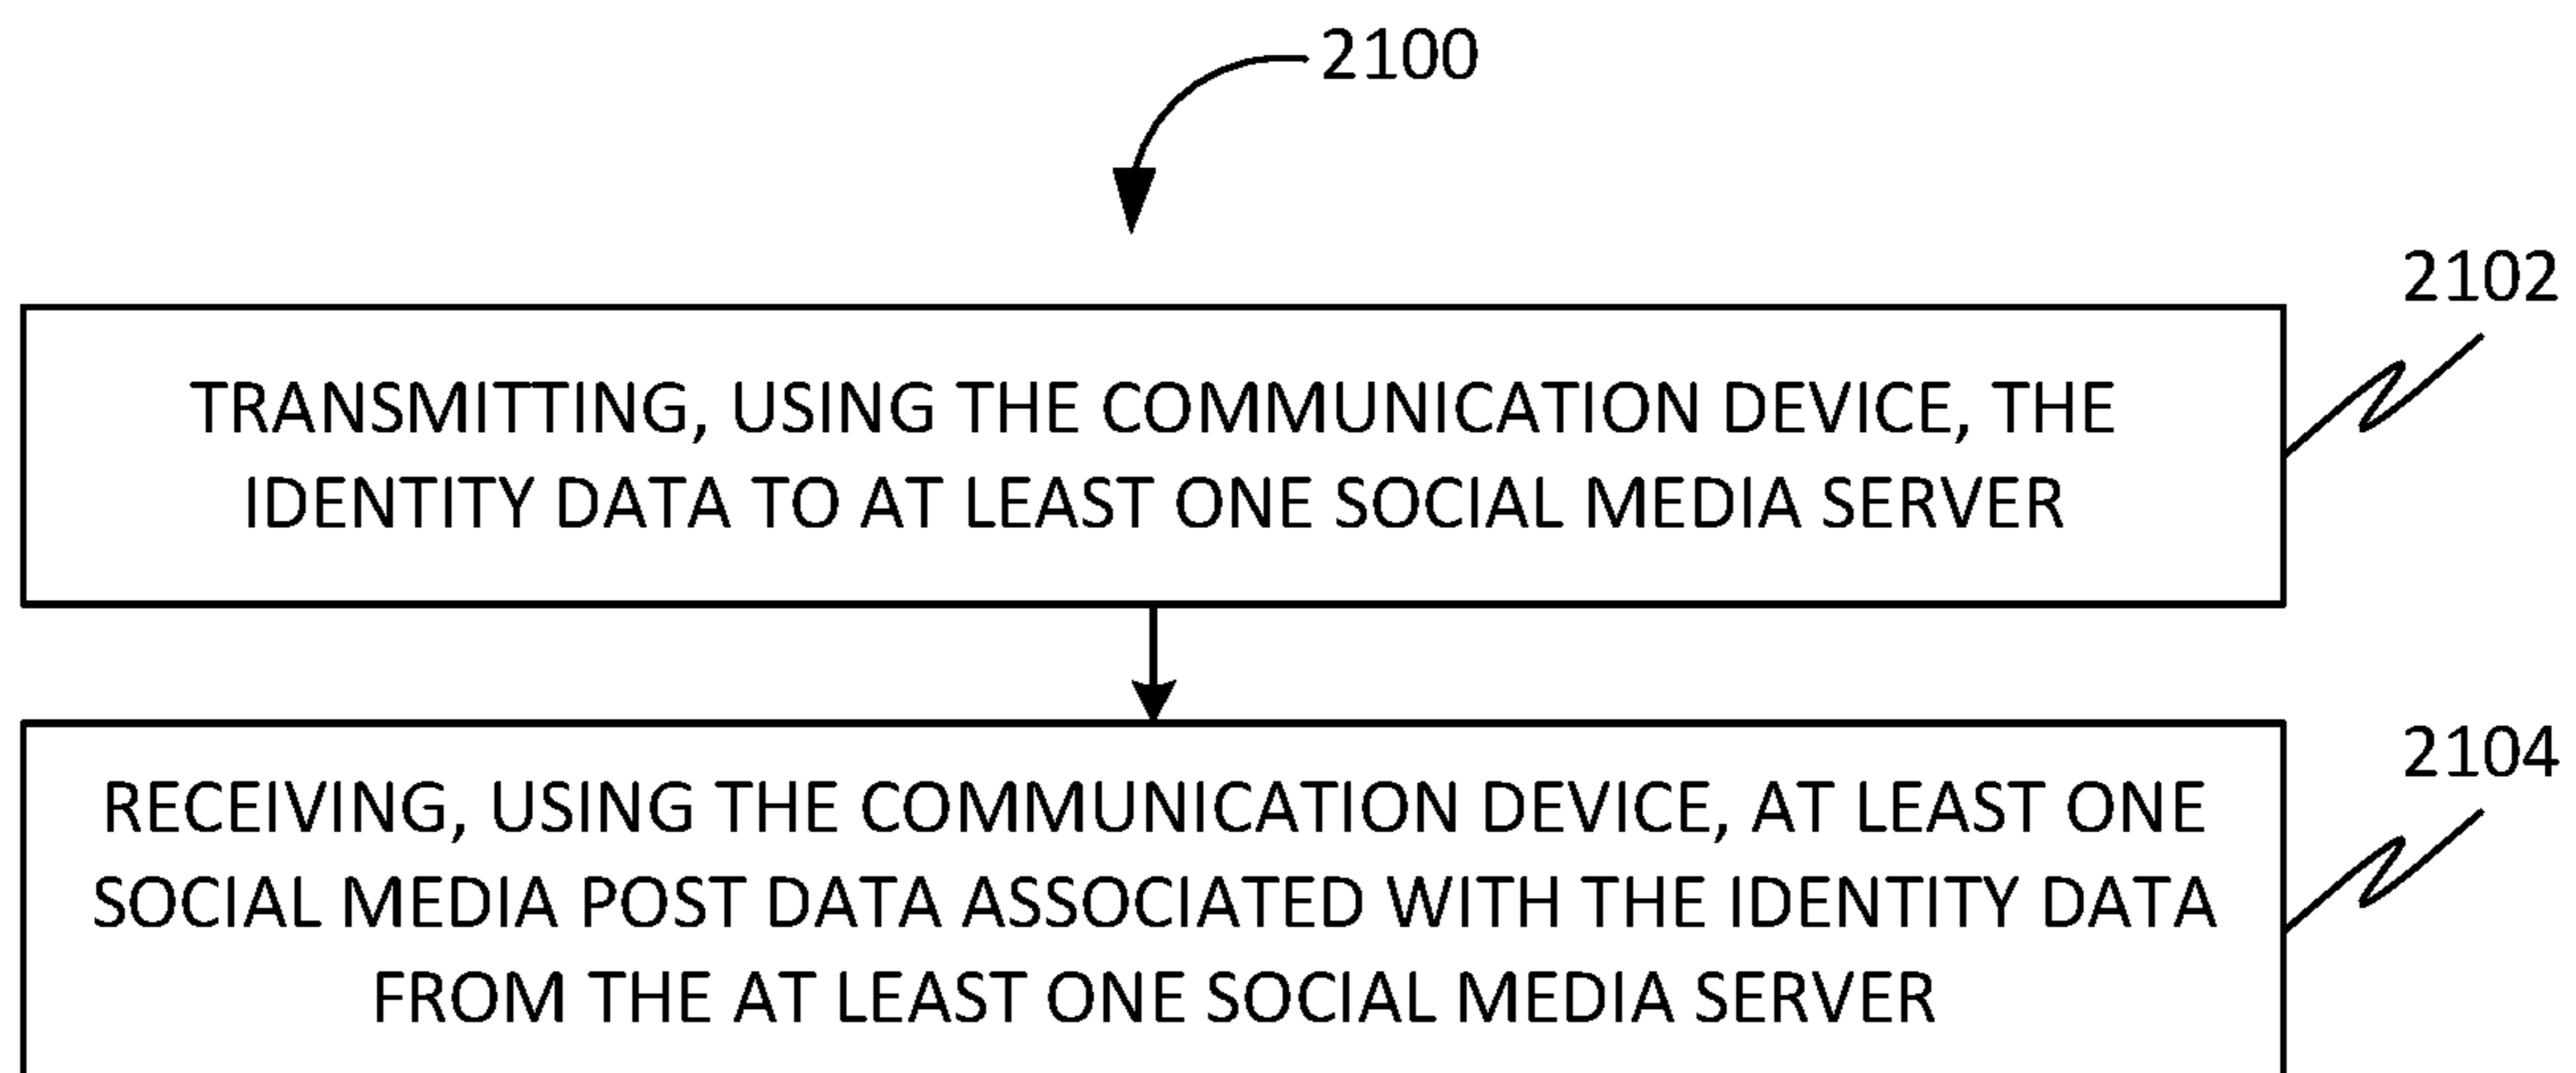 2100
2102
TRANSMITTING, USING THE COMMUNICATION DEVICE, THE
IDENTITY DATA TO AT LEAST ONE SOCIAL MEDIA SERVER
2104
RECEIVING, USING THE COMMUNICATION DEVICE, AT LEAST ONE
SOCIAL MEDIA POST DATA ASSOCIATED WITH THE IDENTITY DATA
FROM THE AT LEAST ONE SOCIAL MEDIA SERVER